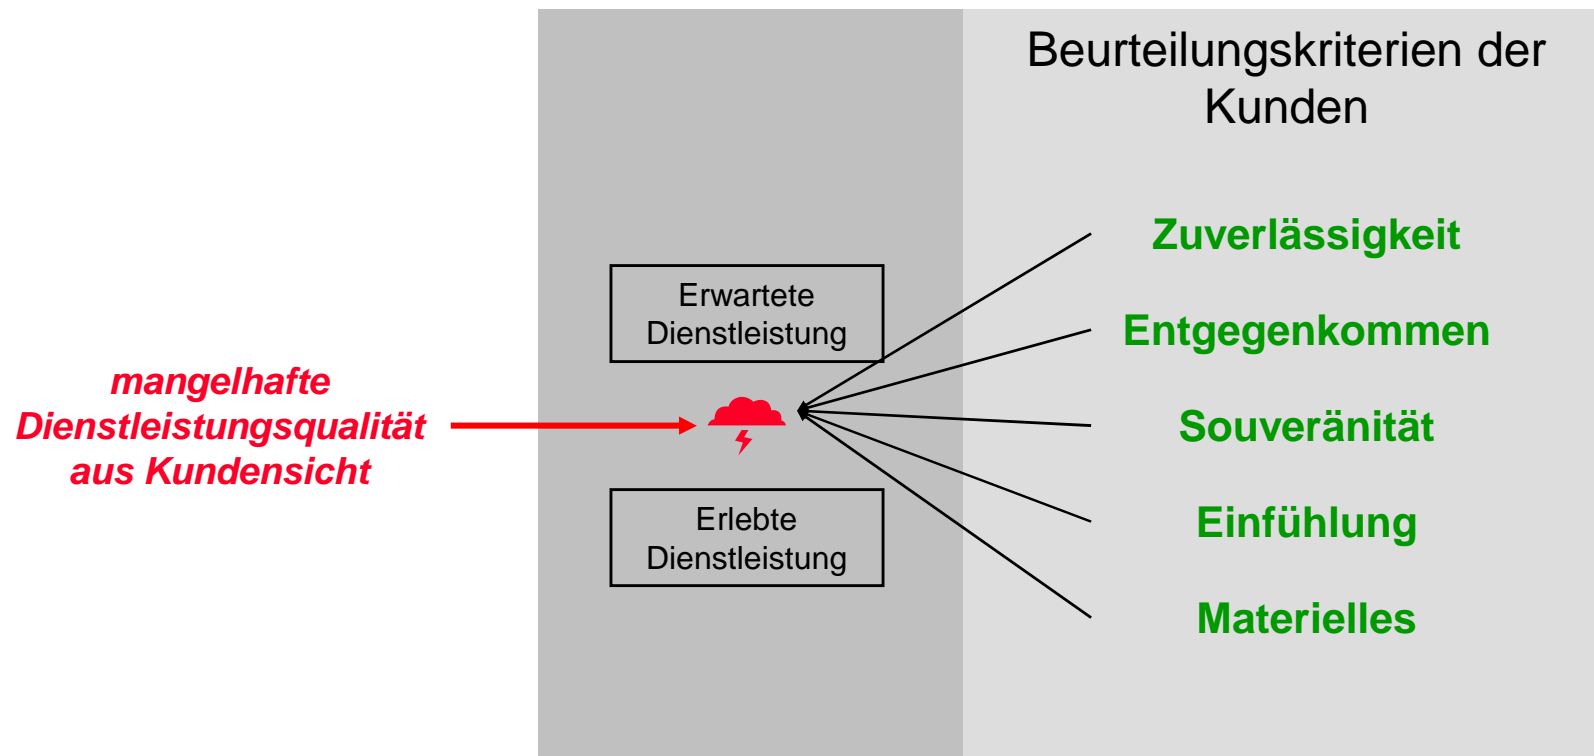 Beurteilungskriterien der
Kunden
Zuverlässigkeit
Erwartete
Dienstleistung
Entgegenkommen
mangelhafte
Dienstleistungsqualität
aus Kundensicht
Souveränität
Erlebte
Dienstleistung
Einfühlung
Materielles